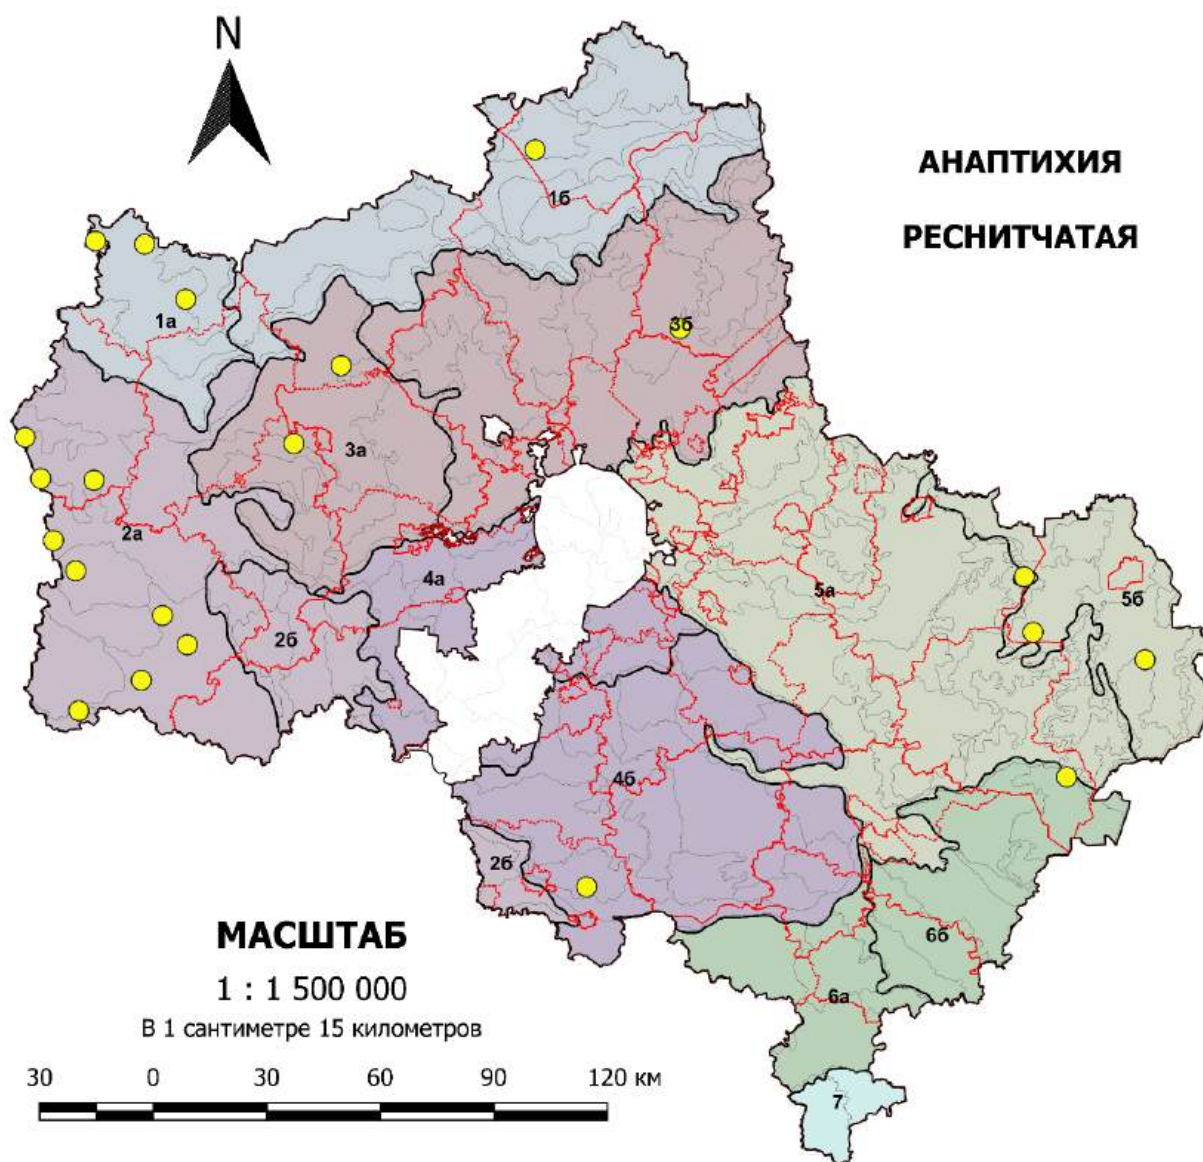 N
АНАПТИХИЯ
РЕСНИТЧАТАЯ
1б
1а
3б
3а
2а
4а
5а
5б
2б
4б
2б
6б
6а
7
МАСШТАБ
1 : 1 500 000
В 1 сантиметре 15 километров
30 0 30 60 90 120 км